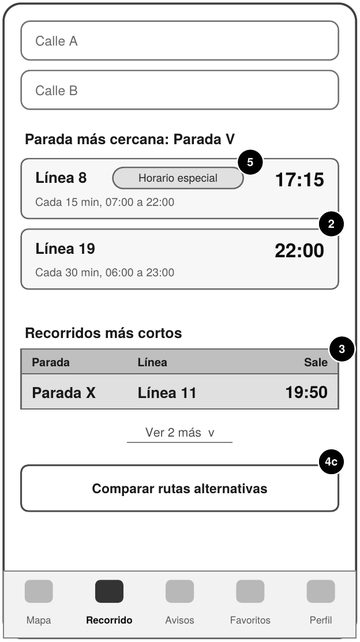 Calle A
Calle B
Parada más cercana: Parada V
5
Línea 8
Horario especial
17:15
Cada 15 min, 07:00 a 22:00
2
Línea 19
22:00
Cada 30 min, 06:00 a 23:00
Recorridos más cortos
3
Parada Línea Sale
Parada X Línea 11 19:50
Ver 2 más v
4c
Comparar rutas alternativas
Mapa Recorrido Avisos Favoritos Perfil